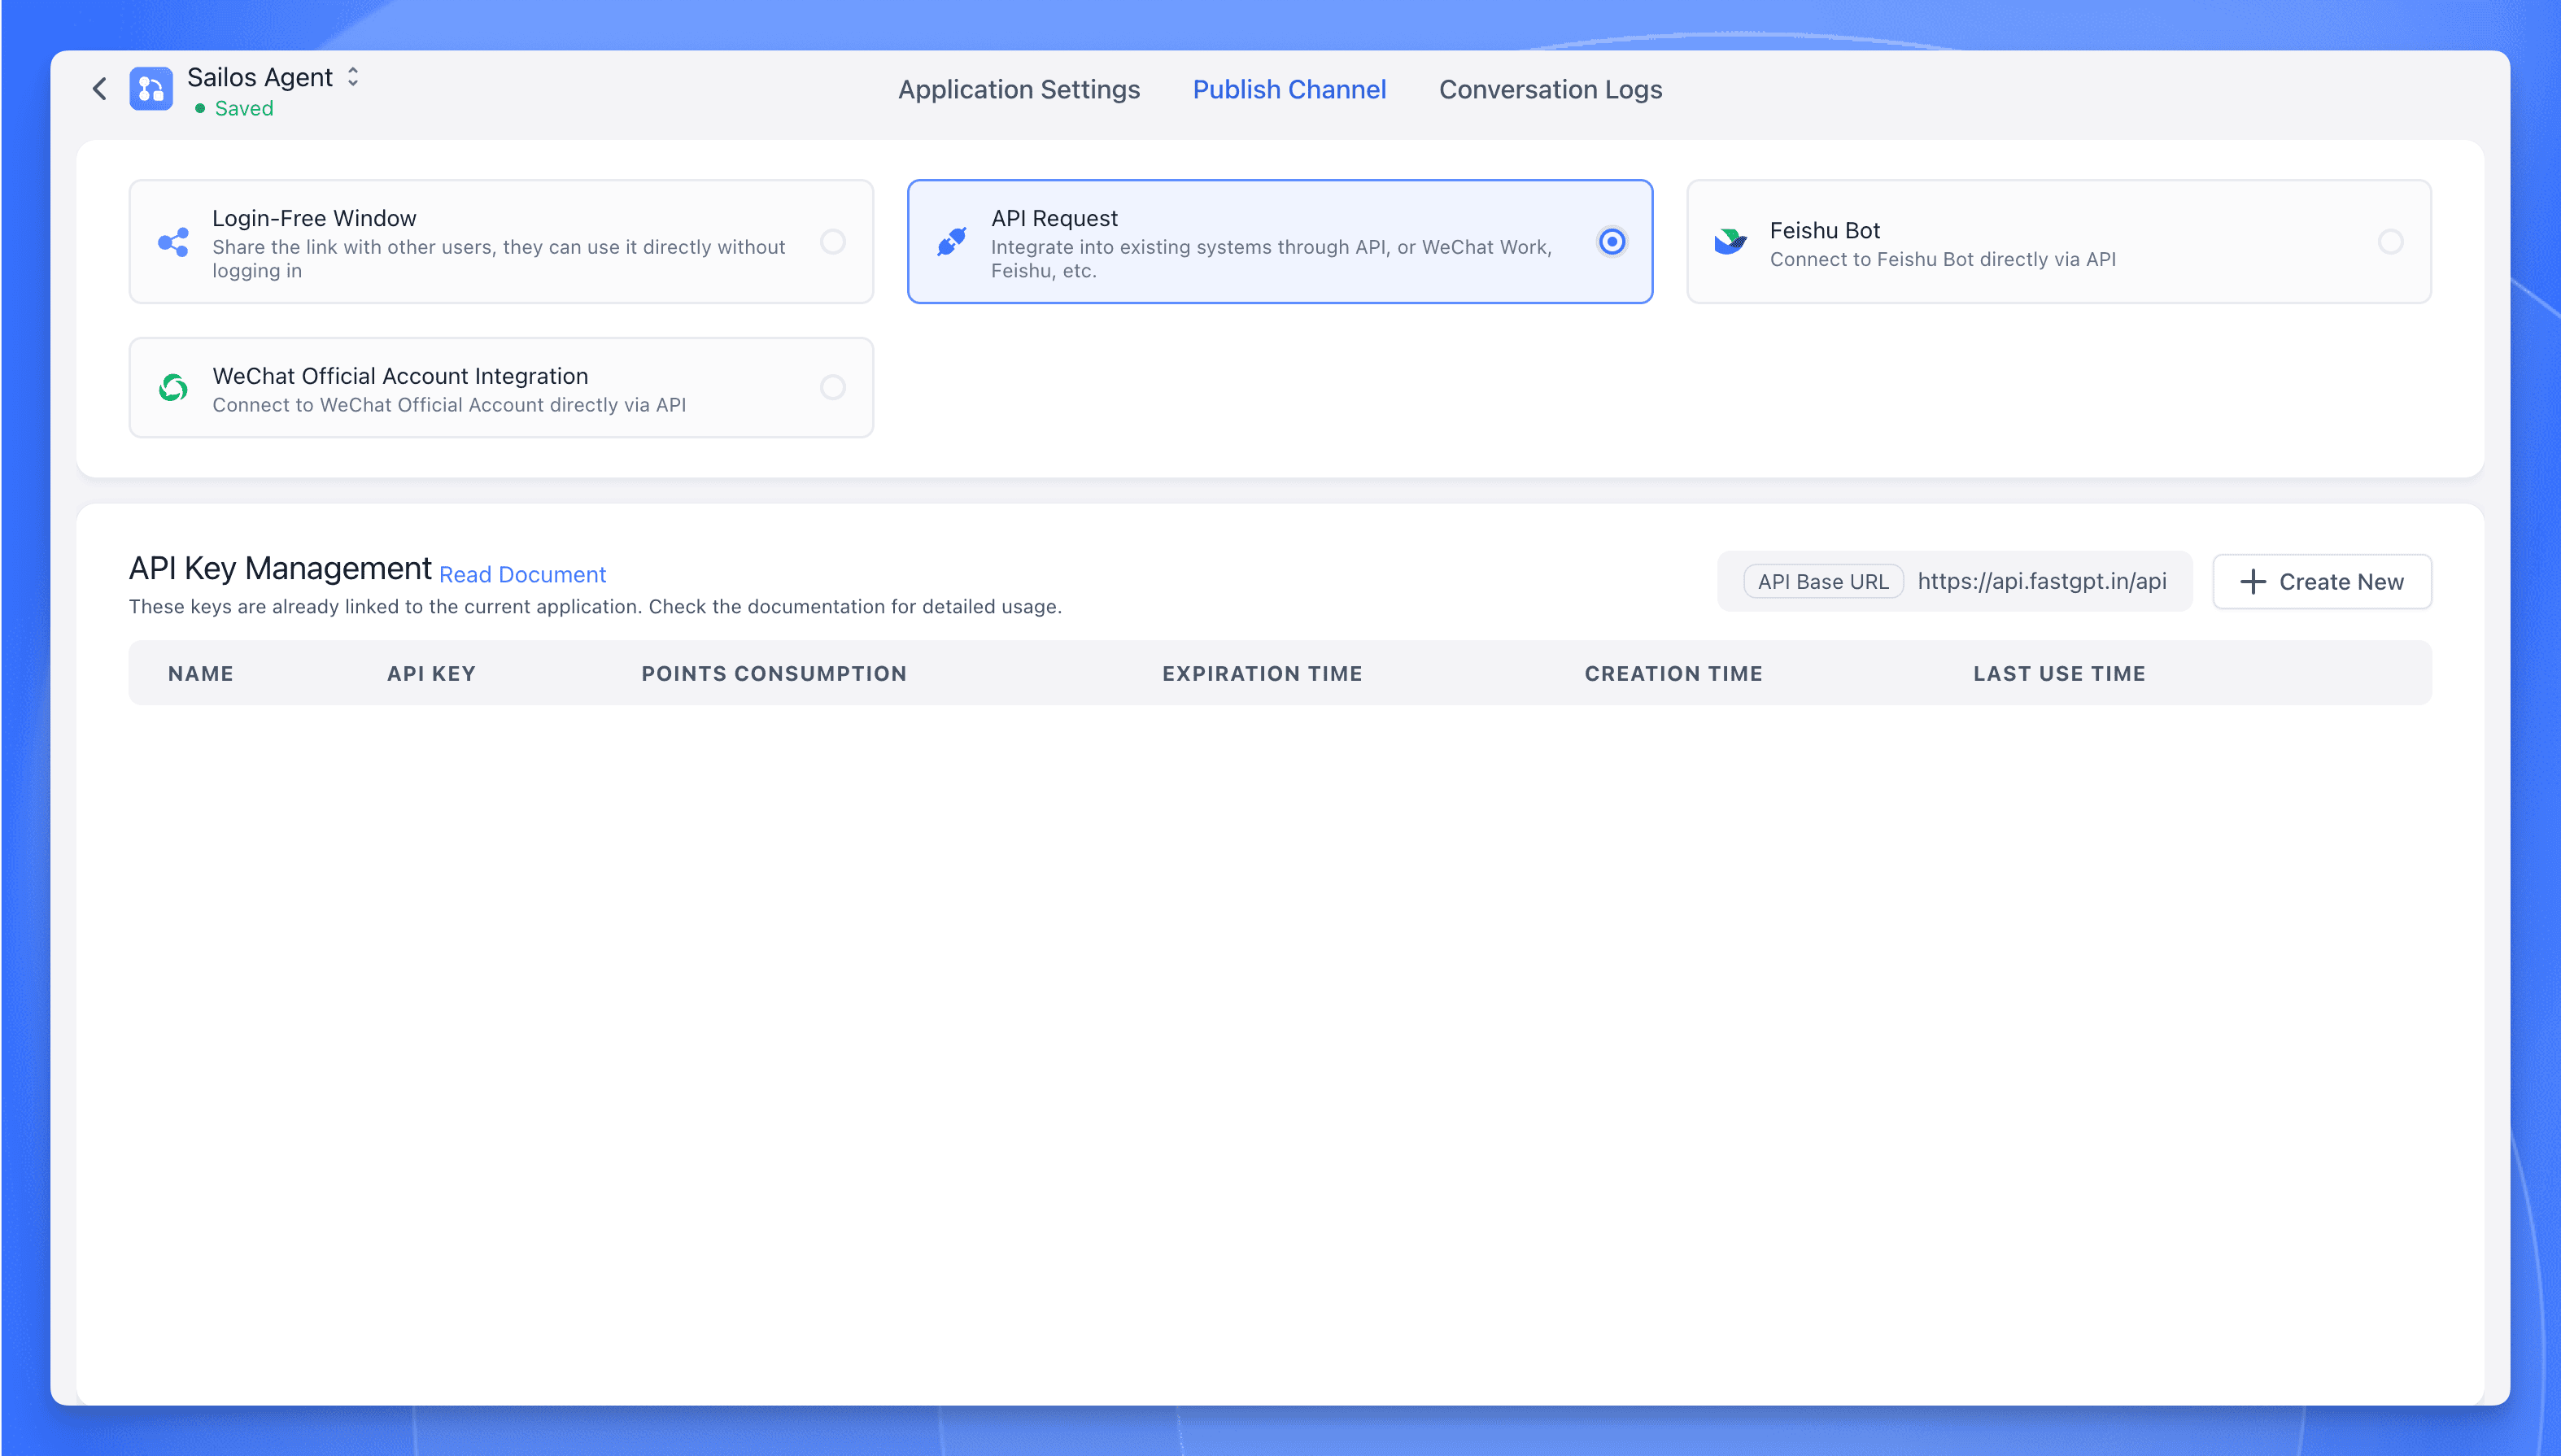 Sailos Agent
Saved
Application Settings
Publish Channel
Conversation Logs
Login-Free Window
Share the link with other users, they can use it directly without
logging in
API Request
Integrate into existing systems through API, or WeChat Work,
Feishu, etc.
Feishu Bot
Connect to Feishu Bot directly via API
WeChat Official Account Integration
Connect to WeChat Official Account directly via API
API Key Management Read Document
These keys are already linked to the current application. Check the documentation for detailed usage.
API Base URL https://api.fastgpt.in/api
Create New
NAME
API KEY
POINTS CONSUMPTION
EXPIRATION TIME
CREATION TIME
LAST USE TIME